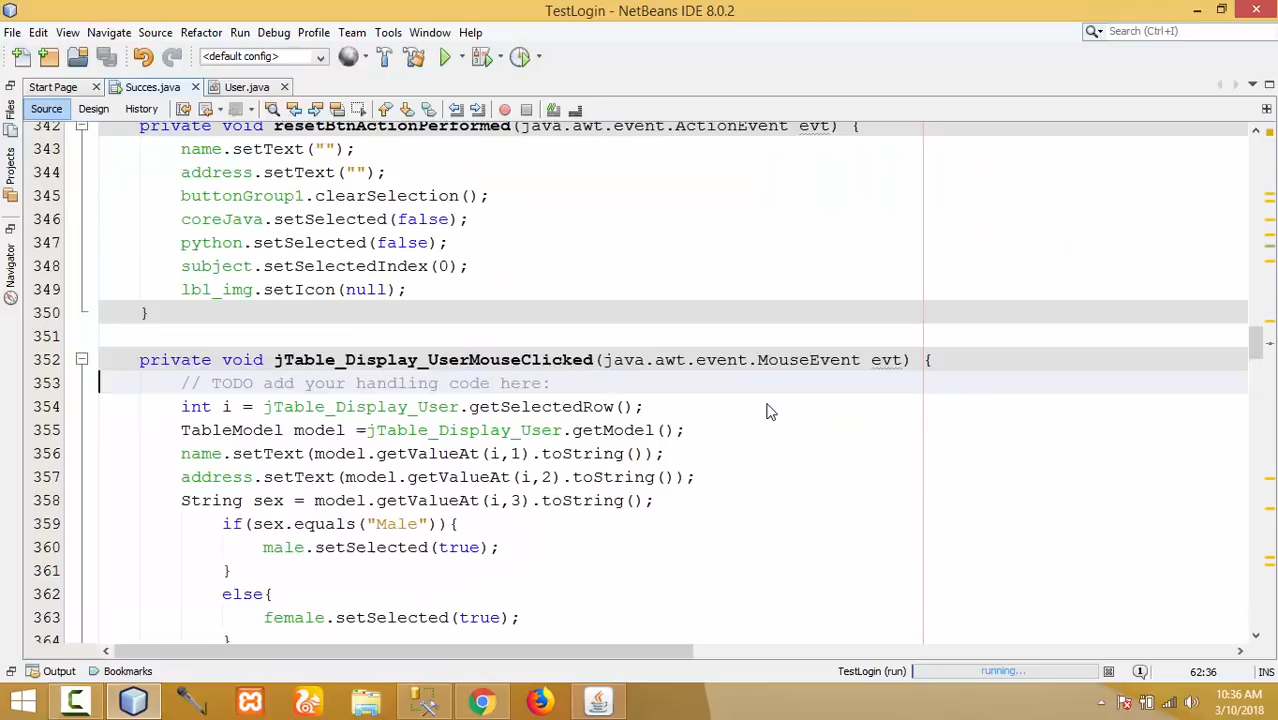 TestLogin - NetBeans IDE 8.0.2
File Edit View Navigate Source Refactor Run Debug Profile Team Tools Window Help
Search (Ctrl+I)
<default config>
Start Page Succes.java User.java
Source Design History
Files
Projects
Navigator
342 private void resetBtnActionPerformed(java.awt.event.ActionEvent evt) {
343 name.setText("");
344 address.setText("");
345 buttonGroup1.clearSelection();
346 coreJava.setSelected(false);
347 python.setSelected(false);
348 subject.setSelectedIndex(0);
349 lbl_img.setIcon(null);
350 }
351
352 private void jTable_Display_UserMouseClicked(java.awt.event.MouseEvent evt) {
353 // TODO add your handling code here:
354 int i = jTable_Display_User.getSelectedRow();
355 TableModel model =jTable_Display_User.getModel();
356 name.setText(model.getValueAt(i,1).toString());
357 address.setText(model.getValueAt(i,2).toString());
358 String sex = model.getValueAt(i,3).toString();
359 if(sex.equals("Male")){
360 male.setSelected(true);
361 }
362 else{
363 female.setSelected(true);
364 }
Output Bookmarks TestLogin (run) running... 62:36 INS
10:36 AM
3/10/2018